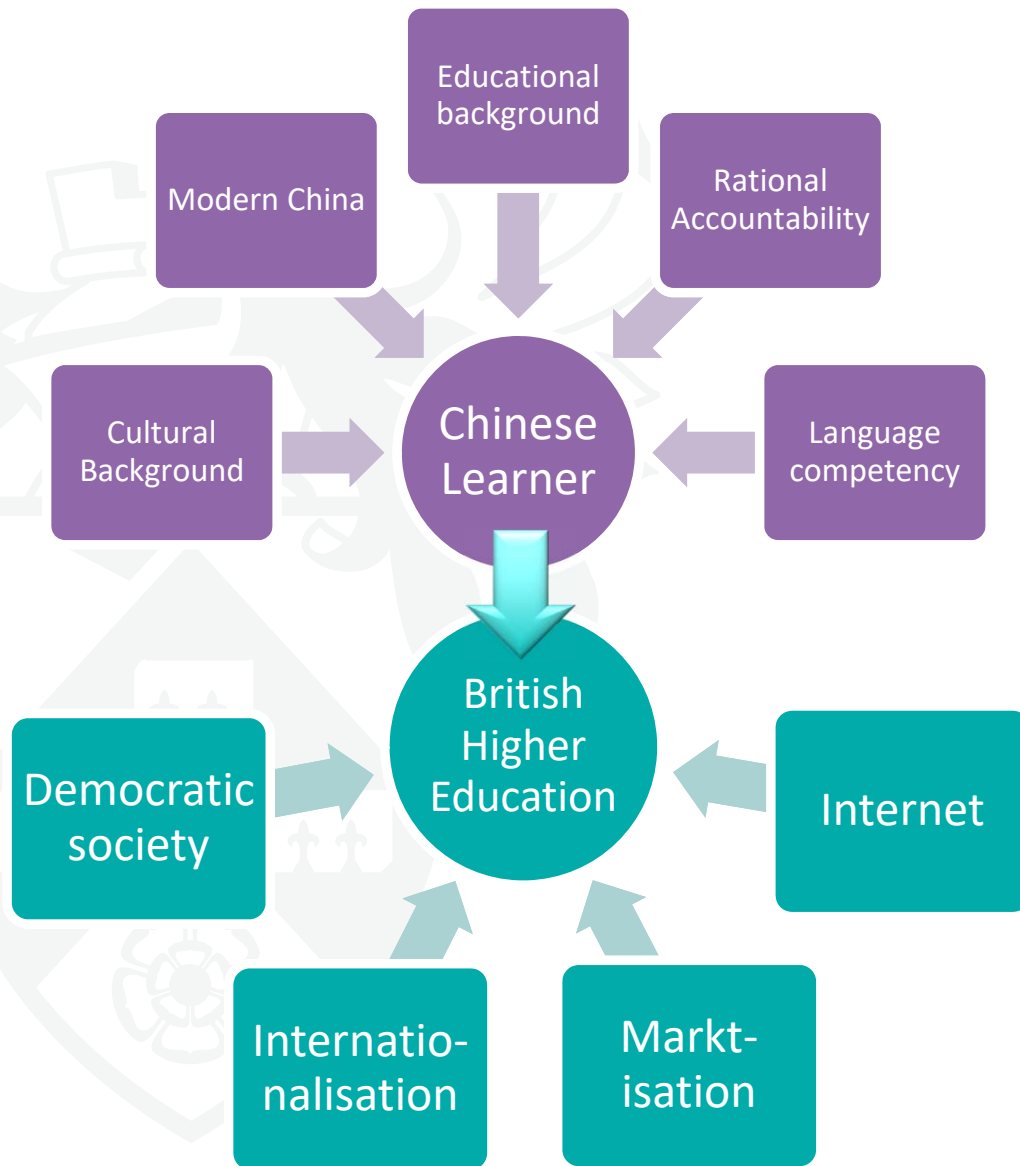 Educational
background
Modern China
Rational
Accountability
Cultural
Background
Chinese
Learner
Language
competency
British
Higher
Education
Democratic
society
Internet
Internatio-
nalisation
Markt-
isation